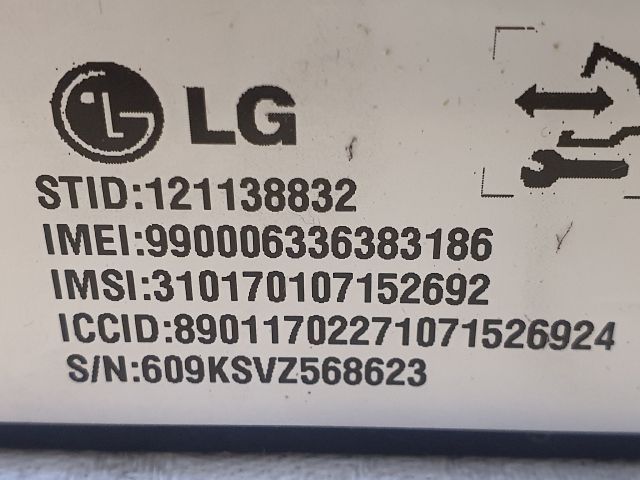 LG
STID:121138832
IMEI:990006336383186
IMSI:310170107152692
ICCID:89011702271071526924
S/N:609KSVZ568623